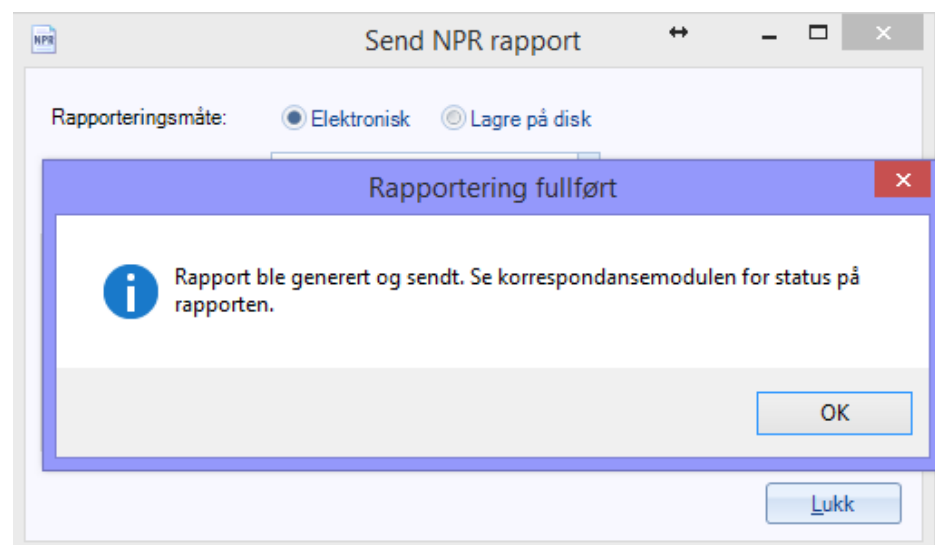 NPR
Send NPR rapport
Rapporteringsmåte:
Elektronisk
Lagre på disk
Rapportering fullført
Rapport ble generert og sendt. Se korrespondansemodulen for status på
rapporten.
OK
Lukk